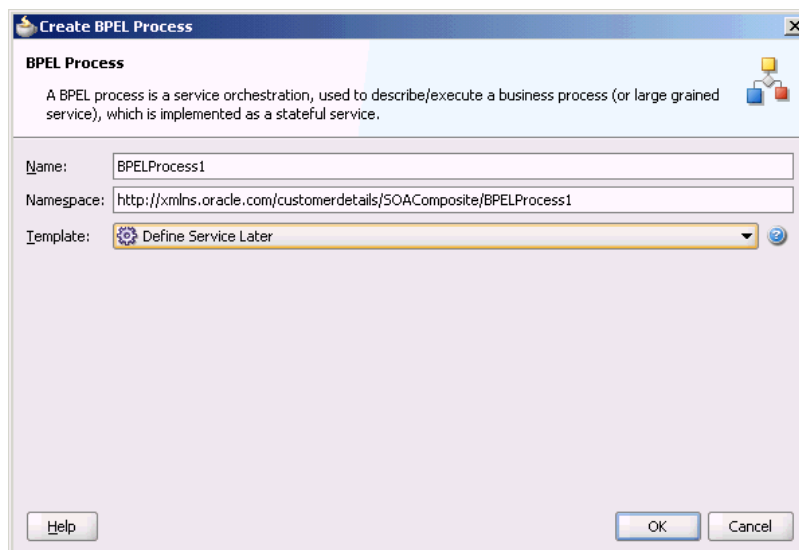 Create BPEL Process
BPEL Process
A BPEL process is a service orchestration, used to describe/execute a business process (or large grained
service), which is implemented as a stateful service.
Name: BPELProcess1
Namespace: http://xmlns.oracle.com/customerdetails/SOAComposite/BPELProcess1
Template: Define Service Later
Help OK Cancel